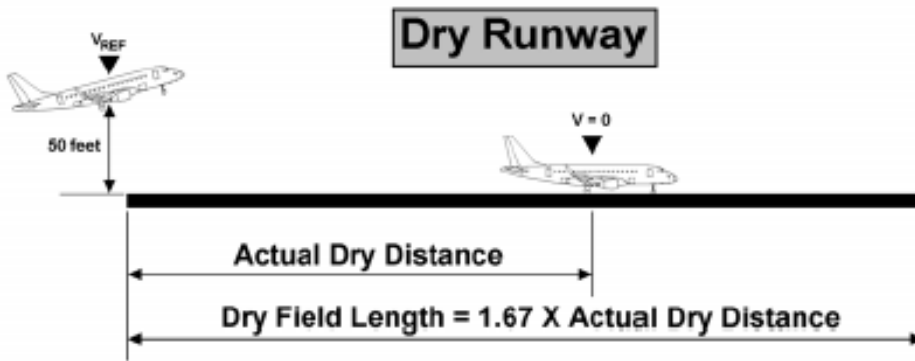 Dry Runway
VREF
50 feet
V = 0
Actual Dry Distance
Dry Field Length = 1.67 X Actual Dry Distance